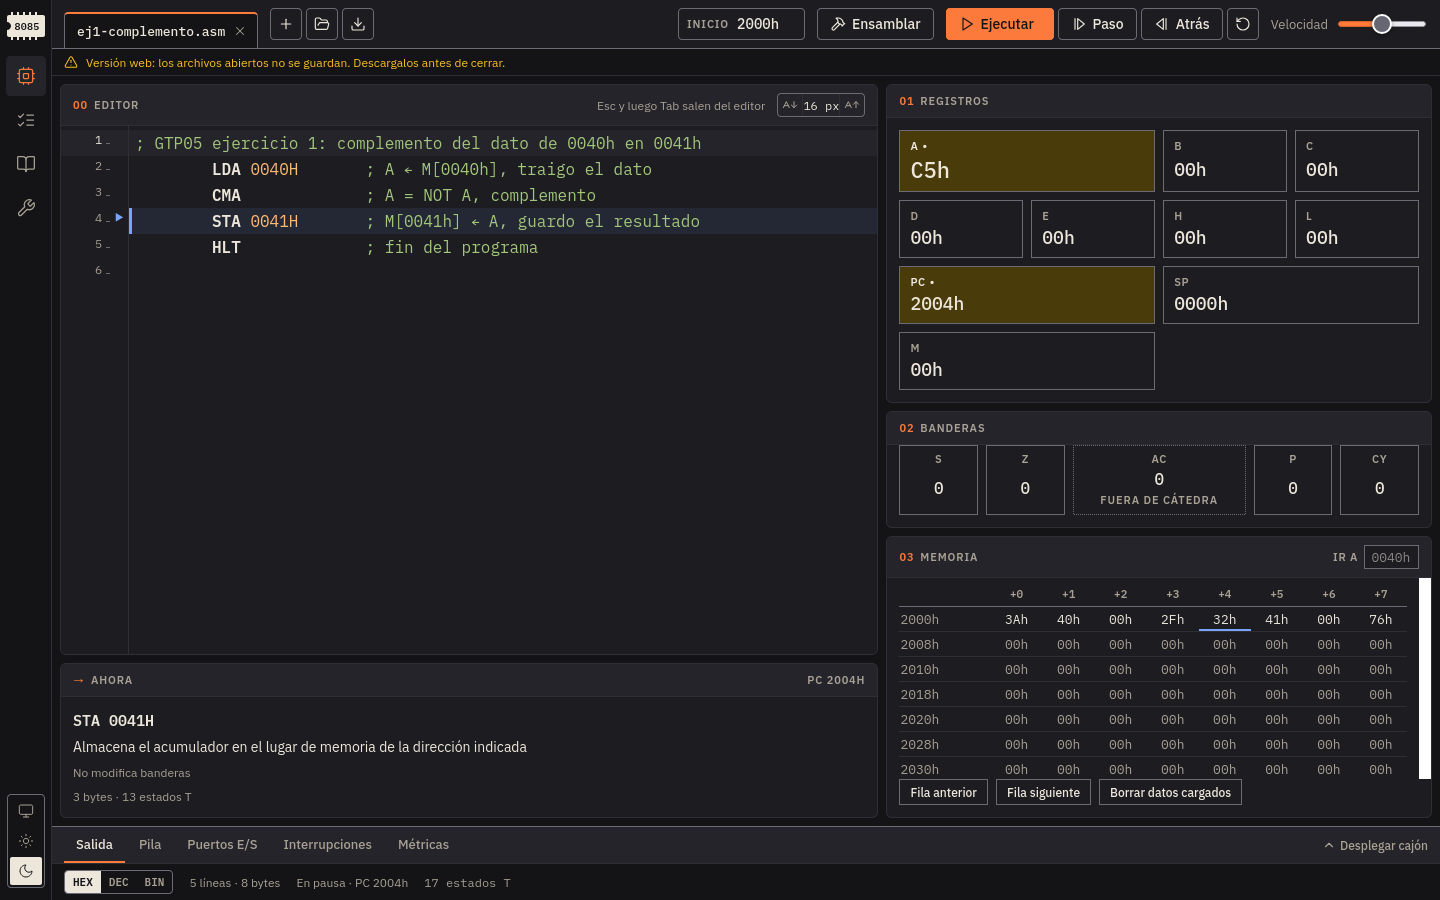 8085
ej1-complemento.asm
INICIO 2000h
Ensamblar
Ejecutar
Paso
Atrás
Velocidad
Versión web: los archivos abiertos no se guardan. Descargalos antes de cerrar.
00 EDITOR
Esc y luego Tab salen del editor
A↓ 16 px A↑
1 ; GTP05 ejercicio 1: complemento del dato de 0040h en 0041h
2 LDA 0040H ; A ← M[0040h], traigo el dato
3 CMA ; A = NOT A, complemento
4 STA 0041H ; M[0041h] ← A, guardo el resultado
5 HLT ; fin del programa
6
→ AHORA
PC 2004H
STA 0041H
Almacena el acumulador en el lugar de memoria de la dirección indicada
No modifica banderas
3 bytes · 13 estados T
01 REGISTROS
A •
C5h
B
00h
C
00h
D
00h
E
00h
H
00h
L
00h
PC •
2004h
SP
0000h
M
00h
02 BANDERAS
S
0
Z
0
AC
0
FUERA DE CÁTEDRA
P
0
CY
0
03 MEMORIA
IR A 0040h
+0 +1 +2 +3 +4 +5 +6 +7
2000h 3Ah 40h 00h 2Fh 32h 41h 00h 76h
2008h 00h 00h 00h 00h 00h 00h 00h 00h
2010h 00h 00h 00h 00h 00h 00h 00h 00h
2018h 00h 00h 00h 00h 00h 00h 00h 00h
2020h 00h 00h 00h 00h 00h 00h 00h 00h
2028h 00h 00h 00h 00h 00h 00h 00h 00h
2030h 00h 00h 00h 00h 00h 00h 00h 00h
Fila anterior
Fila siguiente
Borrar datos cargados
Salida
Pila
Puertos E/S
Interrupciones
Métricas
Desplegar cajón
HEX DEC BIN
5 líneas · 8 bytes
En pausa · PC 2004h
17 estados T